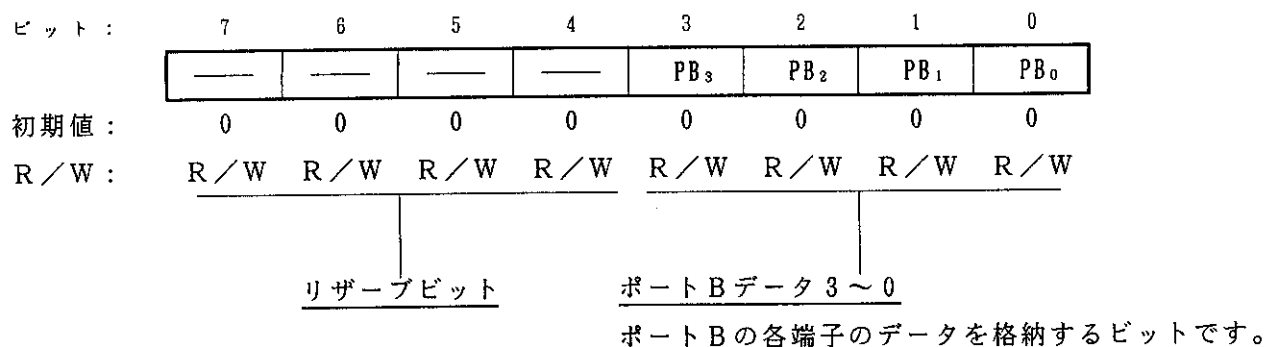 ビット： 7 6 5 4 3 2 1 0
― ― ― ― PB₃ PB₂ PB₁ PB₀
初期値： 0 0 0 0 0 0 0 0
R／W： R／W R／W R／W R／W R／W R／W R／W R／W
リザーブビット ポートBデータ3～0
ポートBの各端子のデータを格納するビットです。